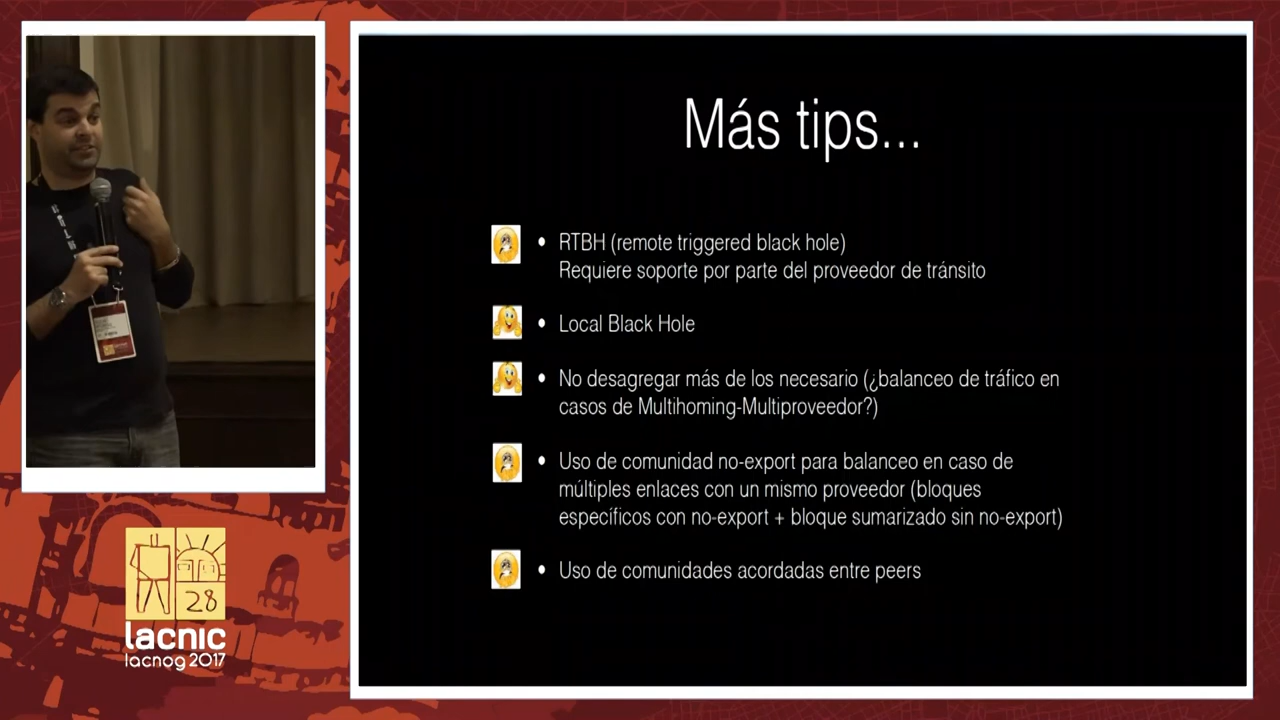 Más tips...
• RTBH (remote triggered black hole)
Requiere soporte por parte del proveedor de tránsito
• Local Black Hole
• No desagregar más de los necesario (¿balanceo de tráfico en
casos de Multihoming-Multiproveedor?)
• Uso de comunidad no-export para balanceo en caso de
múltiples enlaces con un mismo proveedor (bloques
específicos con no-export + bloque sumarizado sin no-export)
• Uso de comunidades acordadas entre peers
28
lacnic
lacnog 2017